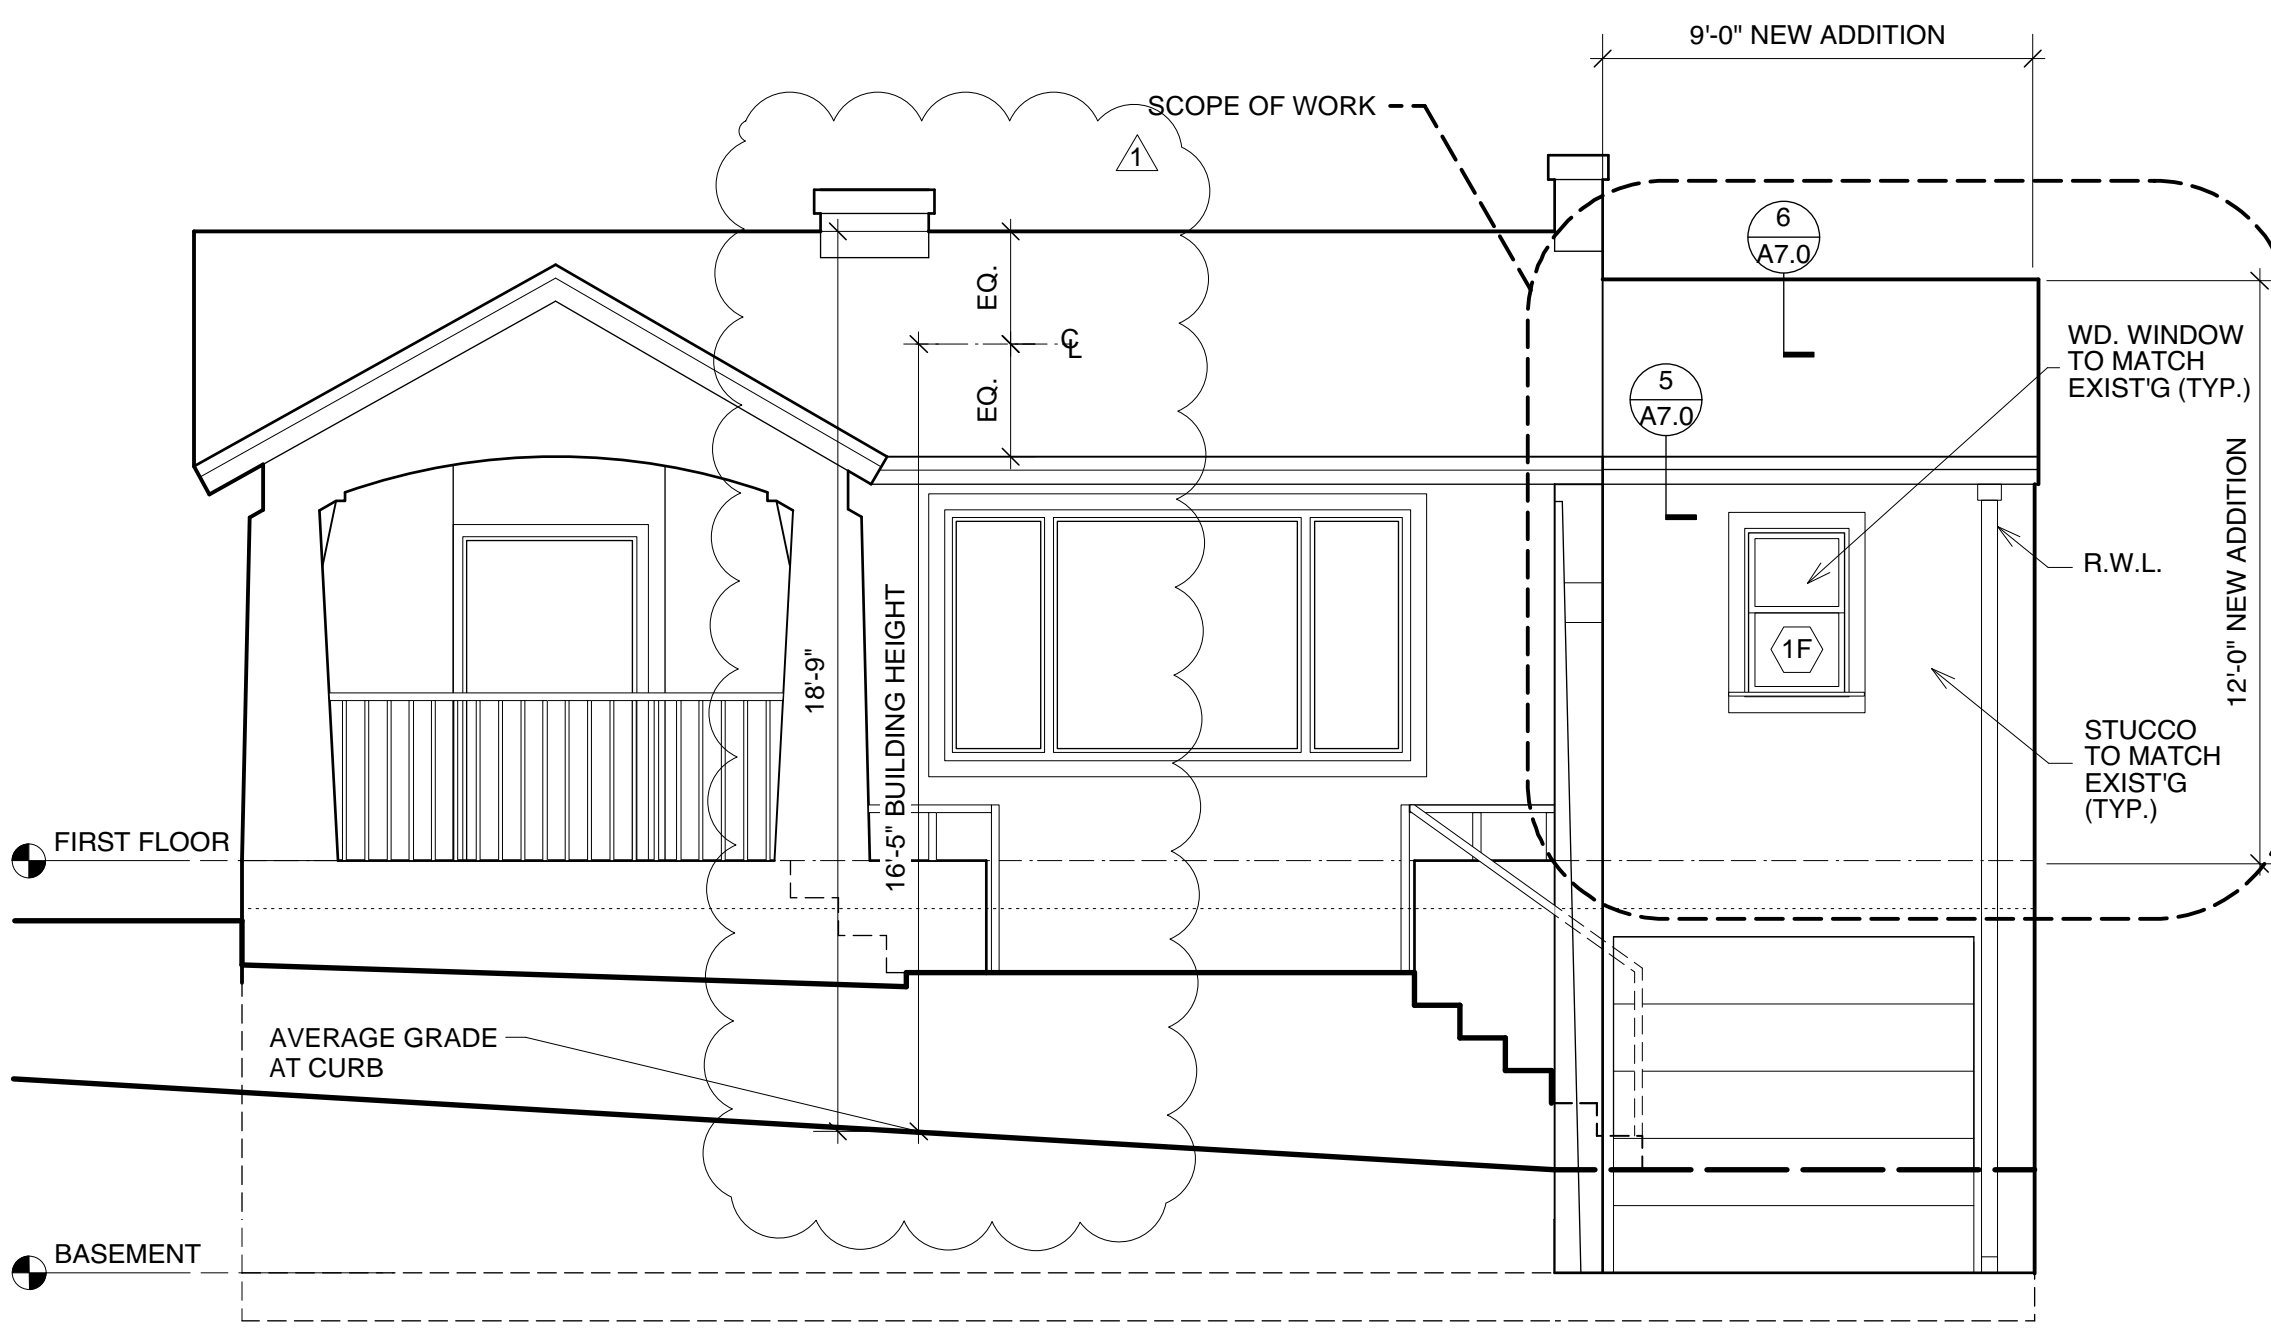 9'-0" NEW ADDITION
SCOPE OF WORK
1
6
A7.0
EQ.
CL
WD. WINDOW
TO MATCH
EXIST'G (TYP.)
5
A7.0
EQ.
12'-0" NEW ADDITION
R.W.L.
18'-9"
16'-5" BUILDING HEIGHT
1F
STUCCO
TO MATCH
EXIST'G
(TYP.)
FIRST FLOOR
AVERAGE GRADE
AT CURB
BASEMENT